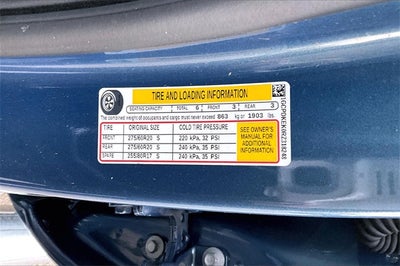 TIRE AND LOADING INFORMATION
SEATING CAPACITY TOTAL 6 FRONT 3 REAR 3
The combined weight of occupants and cargo must never exceed 863 kg or 1903 lbs.
TIRE ORIGINAL SIZE COLD TIRE PRESSURE
FRONT 275/60R20 S 220 kPa, 32 PSI
REAR 275/60R20 S 240 kPa, 35 PSI
SPARE 255/80R17 S 240 kPa, 35 PSI
SEE OWNER'S
MANUAL FOR
ADDITIONAL
INFORMATION